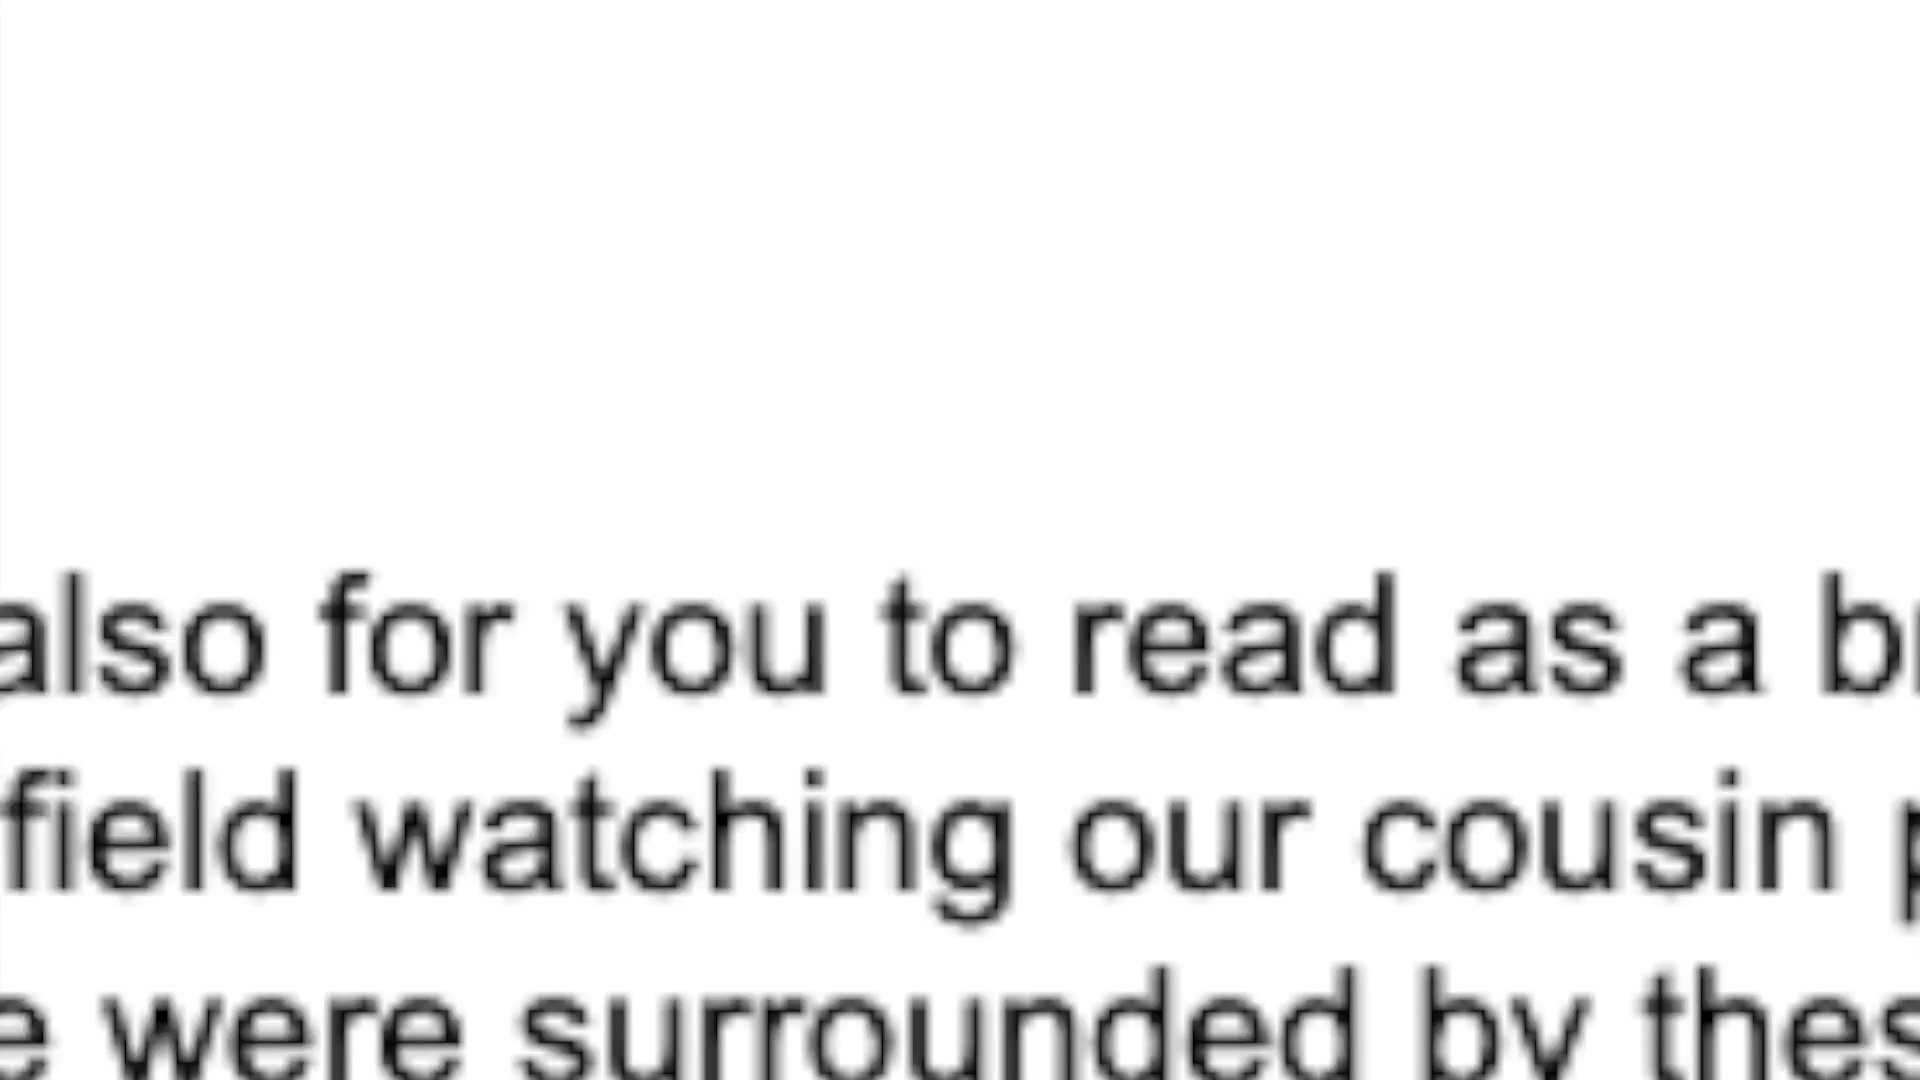 also for you to read as a
field watching our cousin
were surrounded by